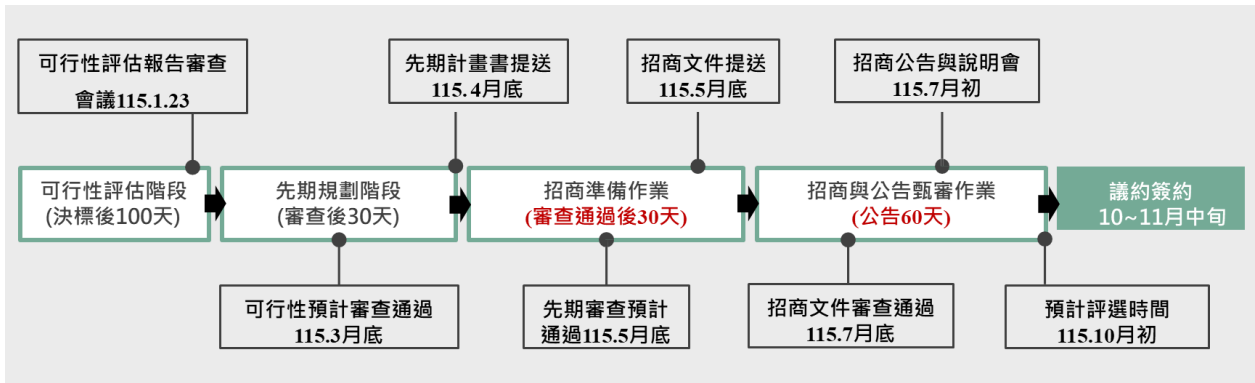 可行性評估報告審查
會議115.1.23
先期計畫書提送
115.4月底
招商文件提送
115.5月底
招商公告與說明會
115.7月初
可行性評估階段
(決標後100天)
先期規劃階段
(審查後30天)
招商準備作業
(審查通過後30天)
招商與公告甄審作業
(公告60天)
議約簽約
10~11月中旬
可行性預計審查通過
115.3月底
先期審查預計
通過115.5月底
招商文件審查通過
115.7月底
預計評選時間
115.10月初